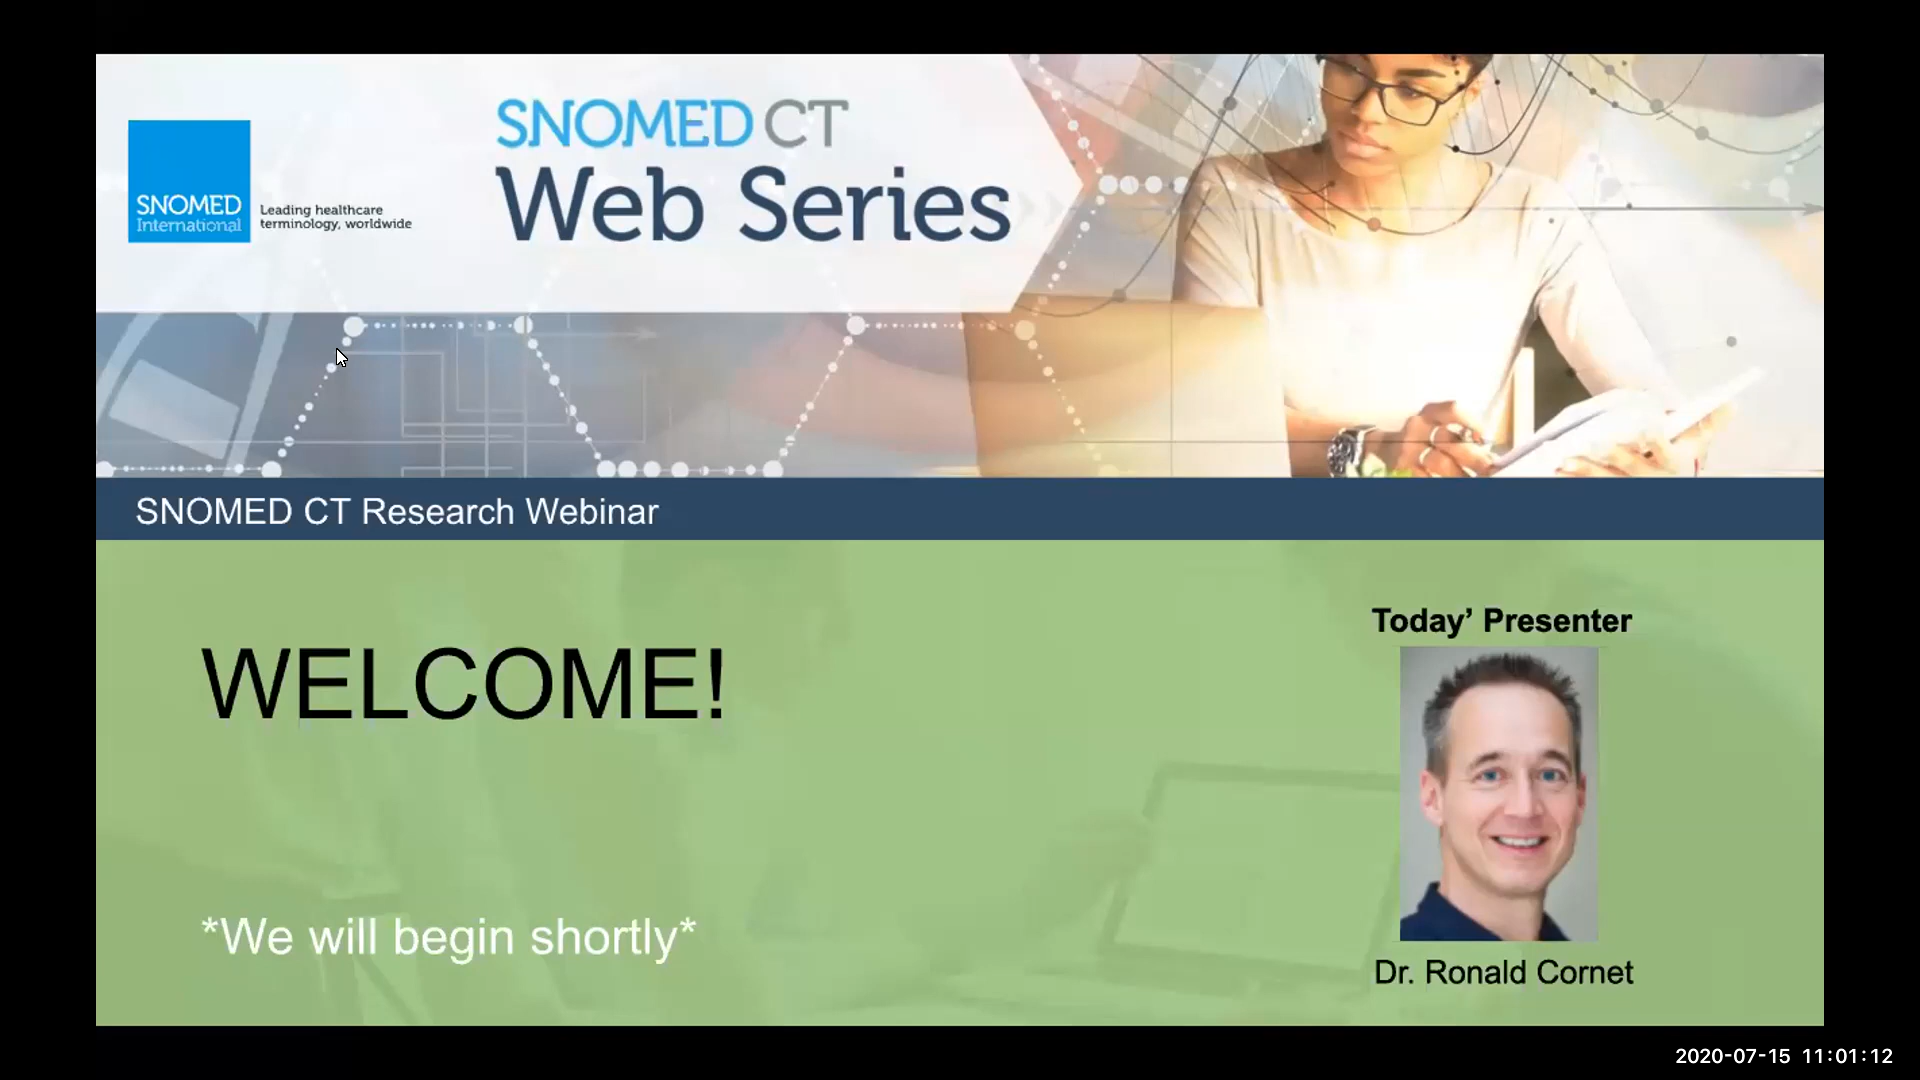 SNOMED CT
Web Series
SNOMED
International
Leading healthcare
terminology, worldwide
SNOMED CT Research Webinar
WELCOME!
*We will begin shortly*
Today’ Presenter
Dr. Ronald Cornet
2020-07-15 11:01:12